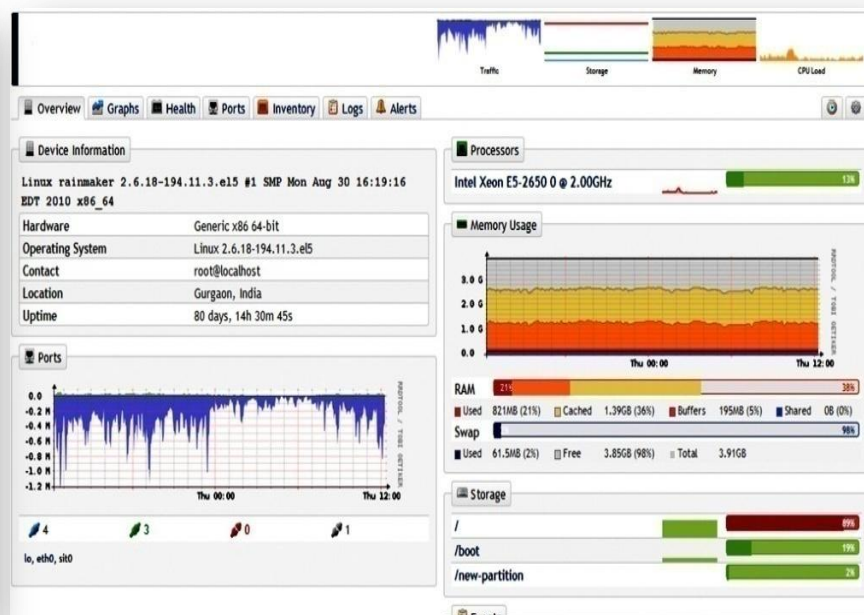 Traffic Storage Memory CPU Load
Overview Graphs Health Ports Inventory Logs Alerts
Device Information
Linux rainmaker 2.6.18-194.11.3.el5 #1 SMP Mon Aug 30 16:19:16
EDT 2010 x86_64
Hardware Generic x86 64-bit
Operating System Linux 2.6.18-194.11.3.el5
Contact root@localhost
Location Gurgaon, India
Uptime 80 days, 14h 30m 45s
Ports
0.0
-0.2 M
-0.4 M
-0.6 M
-0.8 M
-1.0 M
-1.2 M
Thu 00:00 Thu 12:00
RRDTOOL / TOBI OETIKER
4 3 0 1
lo, eth0, sit0
Processors
Intel Xeon E5-2650 0 @ 2.00GHz 13%
Memory Usage
3.0 G
2.0 G
1.0 G
0.0
Thu 00:00 Thu 12:00
RRDTOOL / TOBI OETIKER
RAM 21% 38%
Used 821MB (21%) Cached 1.39GB (36%) Buffers 195MB (5%) Shared 0B (0%)
Swap 98%
Used 61.5MB (2%) Free 3.85GB (98%) Total 3.91GB
Storage
/ 89%
/boot 19%
/new-partition 2%